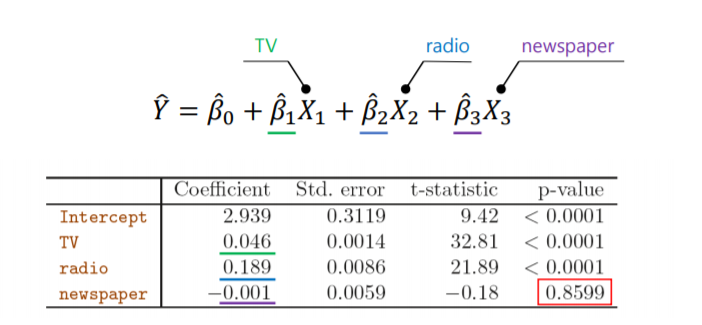 TV radio newspaper
Ŷ = β̂₀ + β̂₁X₁ + β̂₂X₂ + β̂₃X₃
Coefficient Std. error t-statistic p-value
Intercept 2.939 0.3119 9.42 < 0.0001
TV 0.046 0.0014 32.81 < 0.0001
radio 0.189 0.0086 21.89 < 0.0001
newspaper −0.001 0.0059 −0.18 0.8599